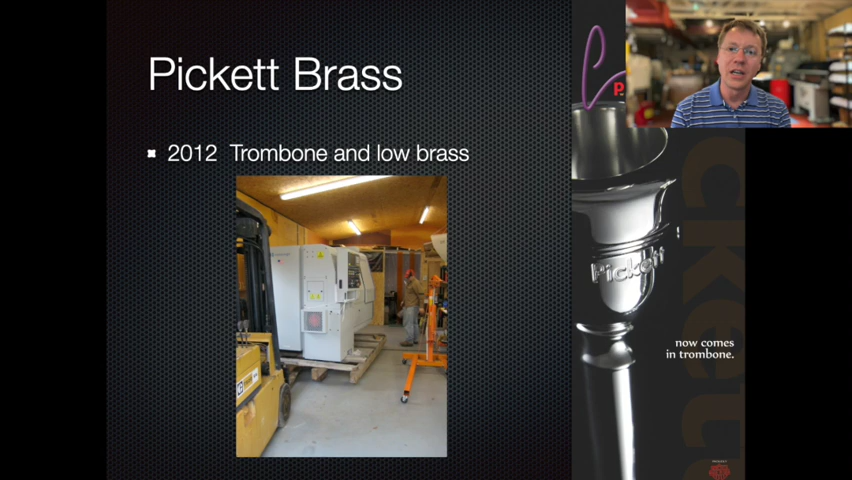 Pickett Brass
2012 Trombone and low brass
Pickett
now comes
in trombone.